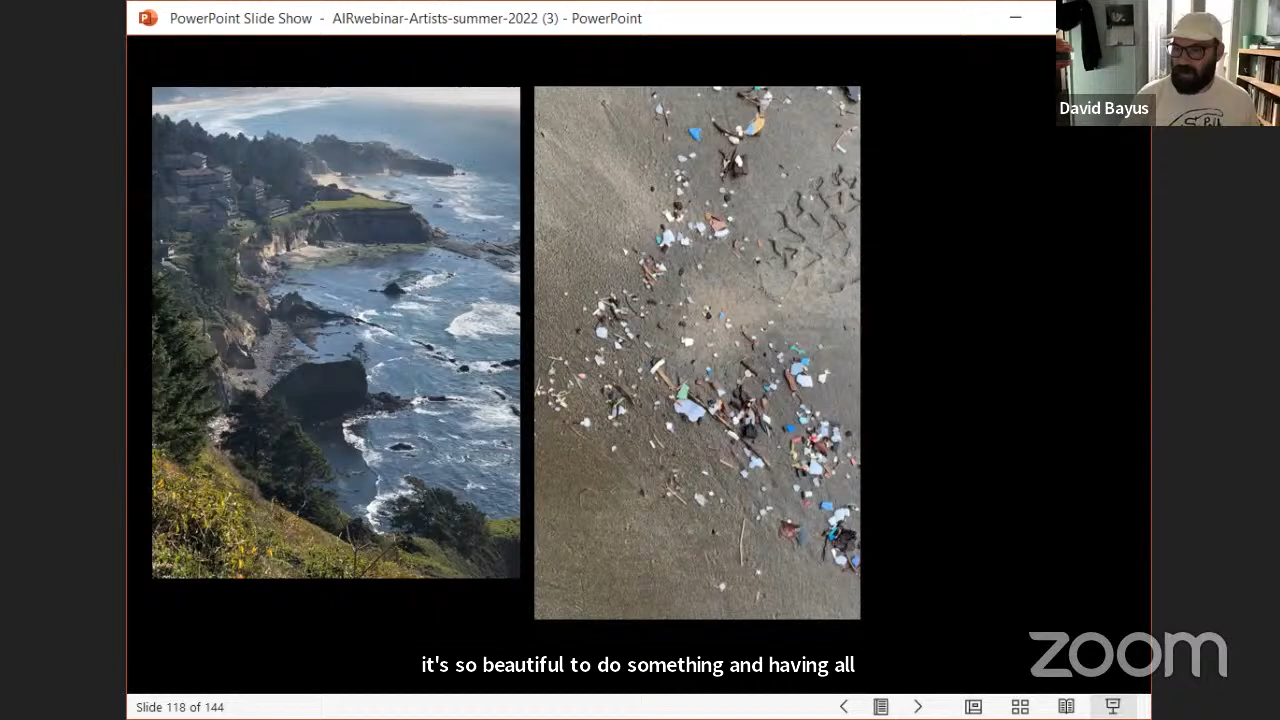 PowerPoint Slide Show - AIRwebinar-Artists-summer-2022 (3) - PowerPoint
David Bayus
it's so beautiful to do something and having all
zoom
Slide 118 of 144